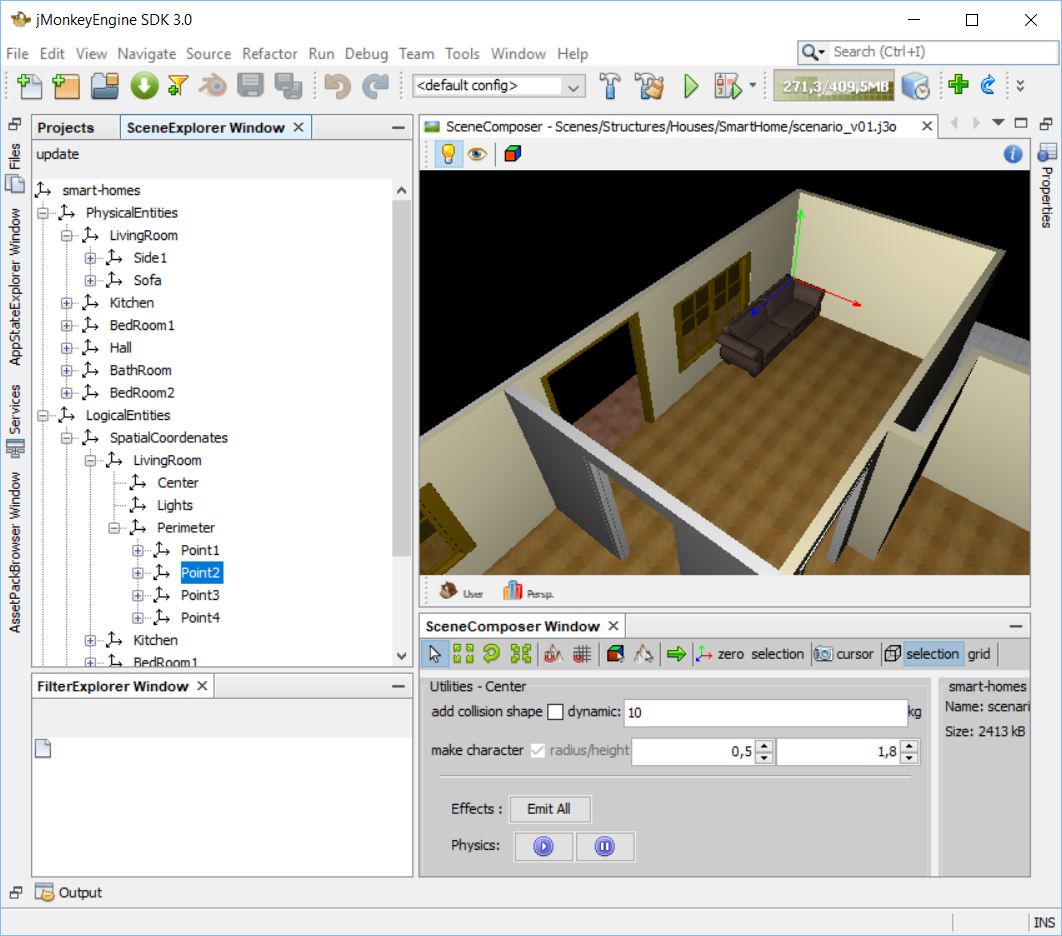 jMonkeyEngine SDK 3.0
File Edit View Navigate Source Refactor Run Debug Team Tools Window Help
Search (Ctrl+I)
<default config>
271,3/409,5MB
Files
AppStateExplorer Window
Services
AssetPackBrowser Window
Projects
SceneExplorer Window
update
smart-homes
PhysicalEntities
LivingRoom
Side1
Sofa
Kitchen
BedRoom1
Hall
BathRoom
BedRoom2
LogicalEntities
SpatialCoordenates
LivingRoom
Center
Lights
Perimeter
Point1
Point2
Point3
Point4
Kitchen
BedRoom1
FilterExplorer Window
SceneComposer - Scenes/Structures/Houses/SmartHome/scenario_v01.j3o
Properties
User
Persp.
SceneComposer Window
zero selection cursor selection grid
Utilities - Center
add collision shape dynamic: 10 kg
make character radius/height 0,5 1,8
Effects : Emit All
Physics:
smart-homes
Name: scenari
Size: 2413 kB
Output
INS